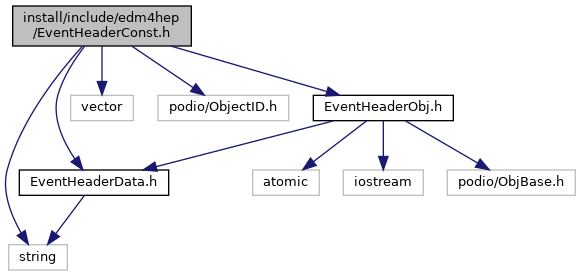 install/include/edm4hep
/EventHeaderConst.h
vector
podio/ObjectID.h
EventHeaderObj.h
EventHeaderData.h
atomic
iostream
podio/ObjBase.h
string